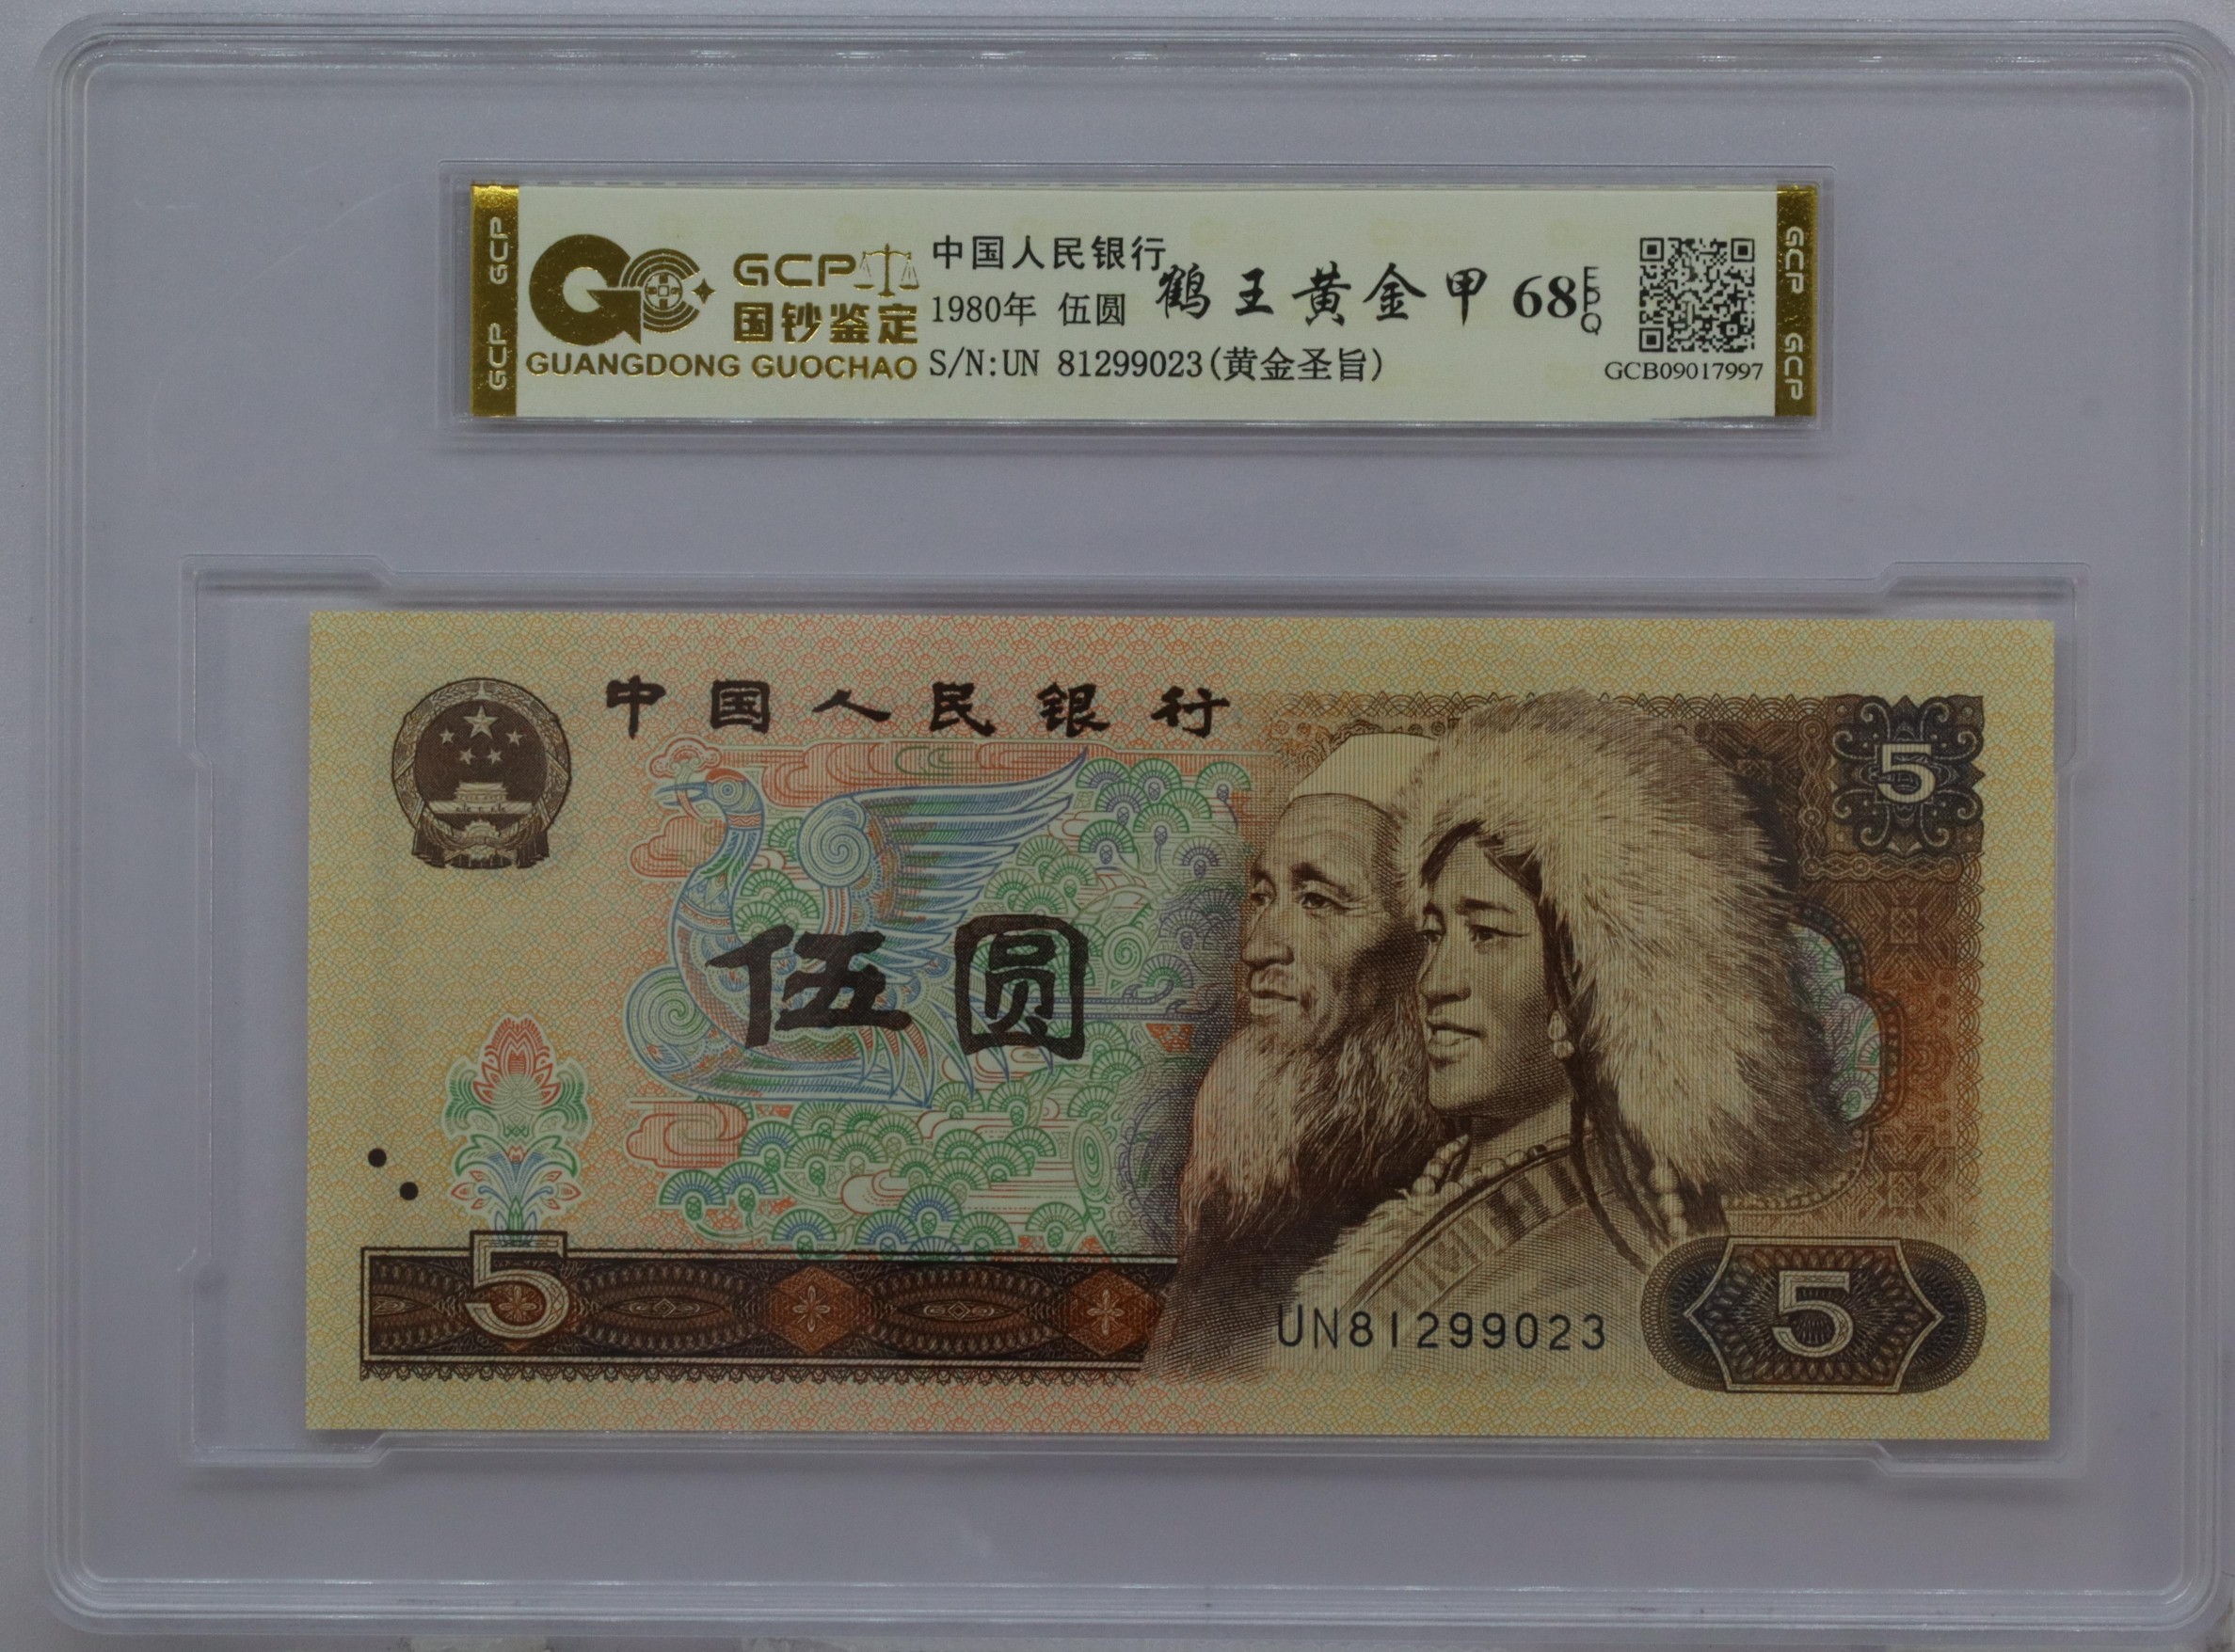 GCP GCP
GCP
国钞鉴定
GUANGDONG GUOCHAO
中国人民银行
1980年 伍圆
S/N:UN 81299023(黄金圣旨)
鹤王黄金甲 68 EPQ
GCB09017997
GCP GCP
中国人民银行
5
伍圆
5
UN81299023
5